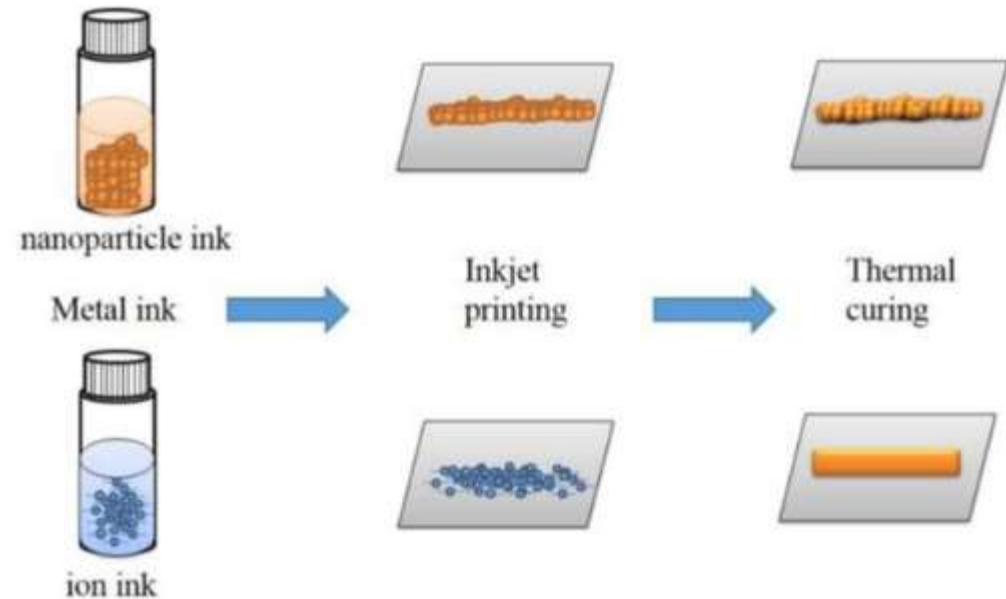 nanoparticle ink
Metal ink
Inkjet
printing
Thermal
curing
ion ink